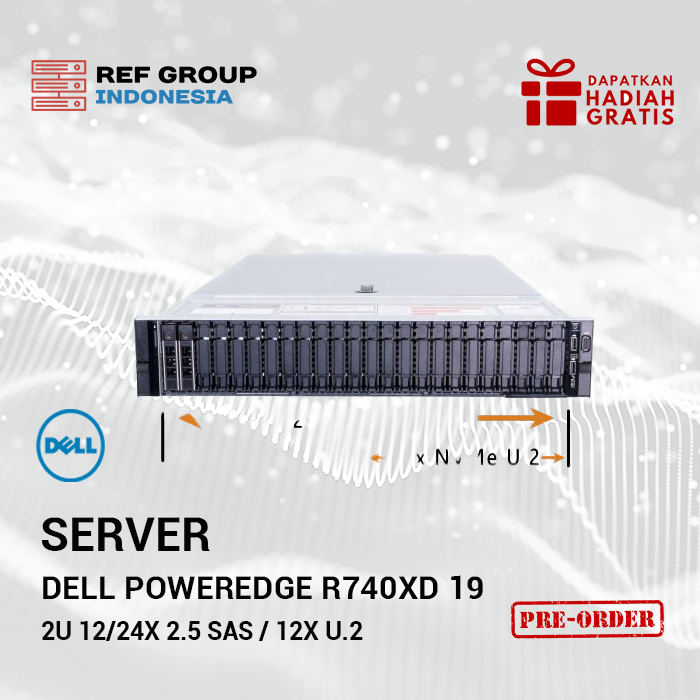 REF GROUP
INDONESIA
DAPATKAN
HADIAH
GRATIS
DELL
U 2
SERVER
DELL POWEREDGE R740XD 19
2U 12/24X 2.5 SAS / 12X U.2
PRE-ORDER